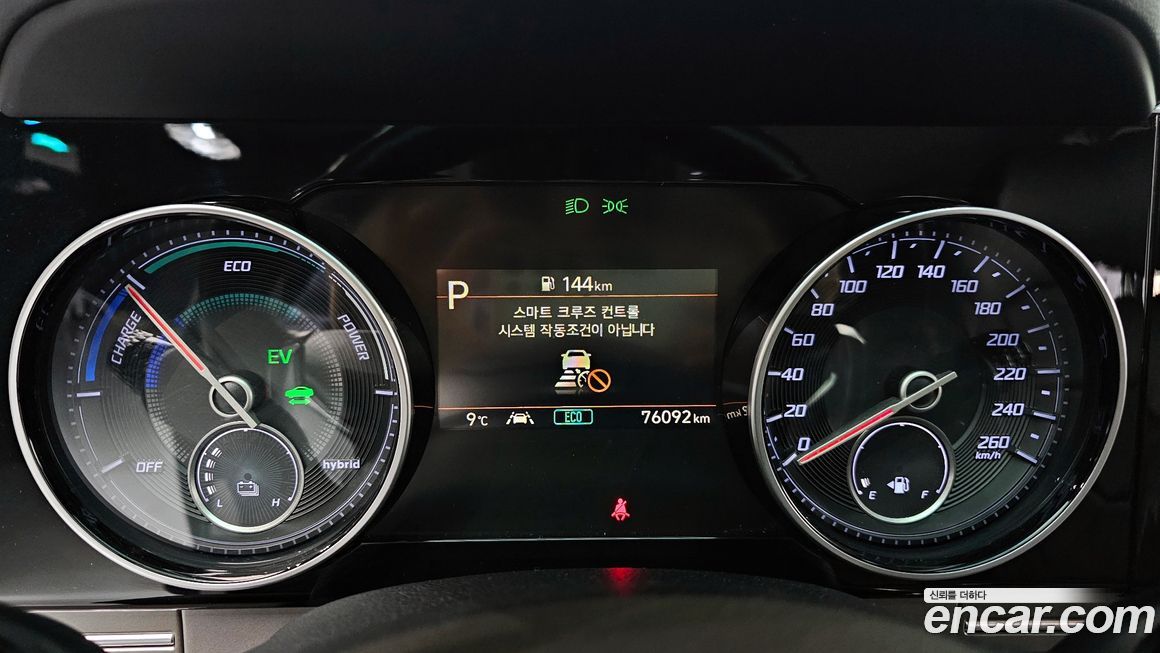 ECO
CHARGE
POWER
EV
OFF
hybrid
L
H
P
144km
스마트 크루즈 컨트롤
시스템 작동조건이 아닙니다
9℃
ECO
76092 km
0
20
40
60
80
100
120
140
160
180
200
220
240
260
km/h
E
F
신뢰를 더하다
encar.com